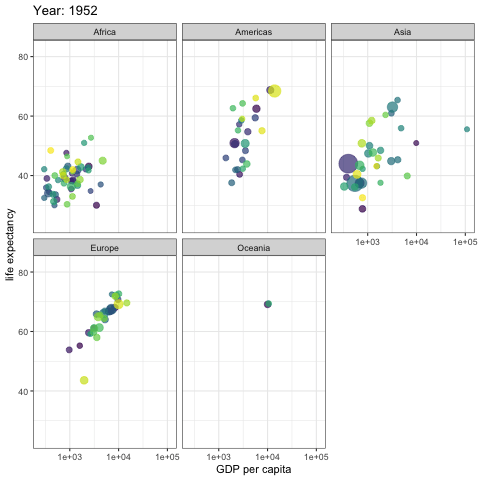 Year: 1952
Africa
Americas
Asia
80
60
40
life expectancy
1e+03
1e+04
1e+05
Europe
Oceania
80
60
40
1e+03
1e+04
1e+05
1e+03
1e+04
1e+05
GDP per capita